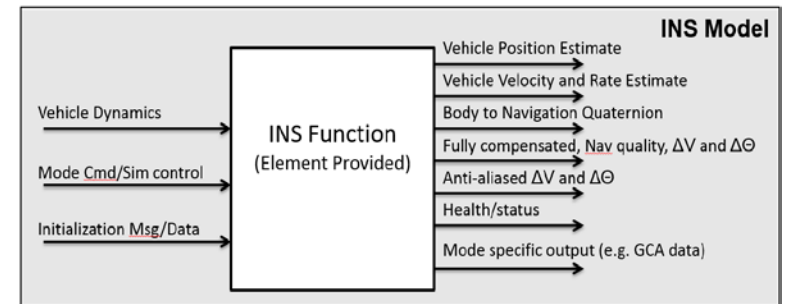 INS Model
Vehicle Dynamics
Mode Cmd/Sim control
Initialization Msg/Data
INS Function
(Element Provided)
Vehicle Position Estimate
Vehicle Velocity and Rate Estimate
Body to Navigation Quaternion
Fully compensated, Nav quality, ΔV and ΔΘ
Anti-aliased ΔV and ΔΘ
Health/status
Mode specific output (e.g. GCA data)